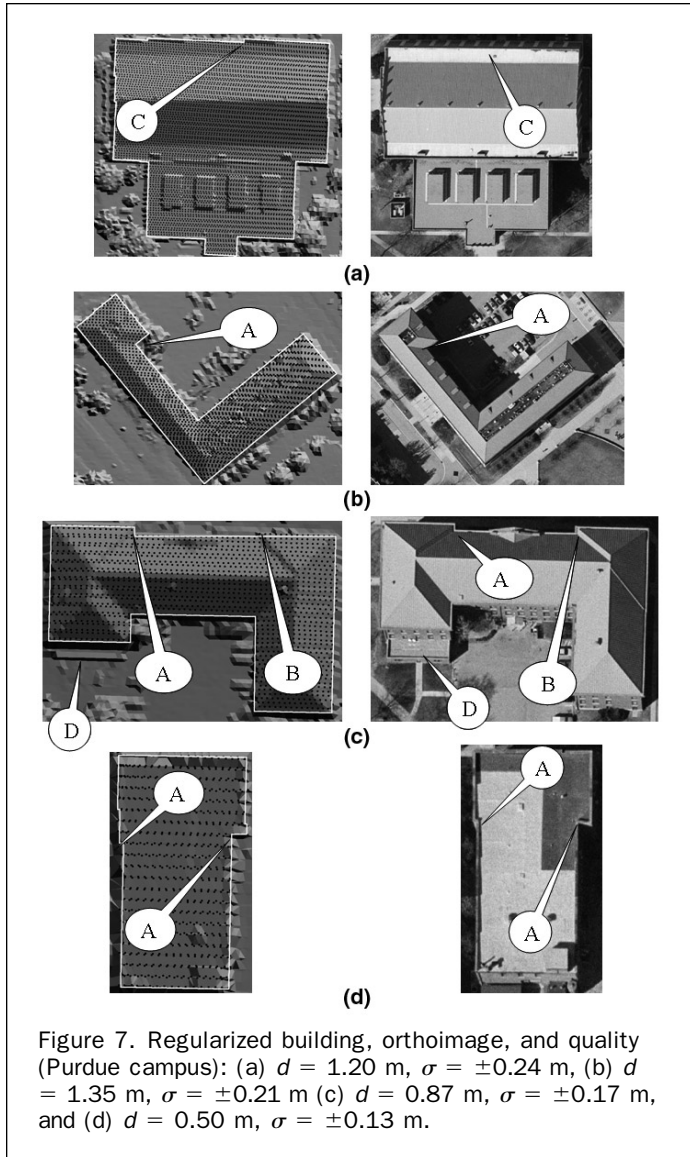 C
C
(a)
A
A
(b)
A
B
D
A
B
D
(c)
A
A
A
A
(d)
Figure 7. Regularized building, orthoimage, and quality
(Purdue campus): (a) d = 1.20 m, σ = ±0.24 m, (b) d
= 1.35 m, σ = ±0.21 m (c) d = 0.87 m, σ = ±0.17 m,
and (d) d = 0.50 m, σ = ±0.13 m.